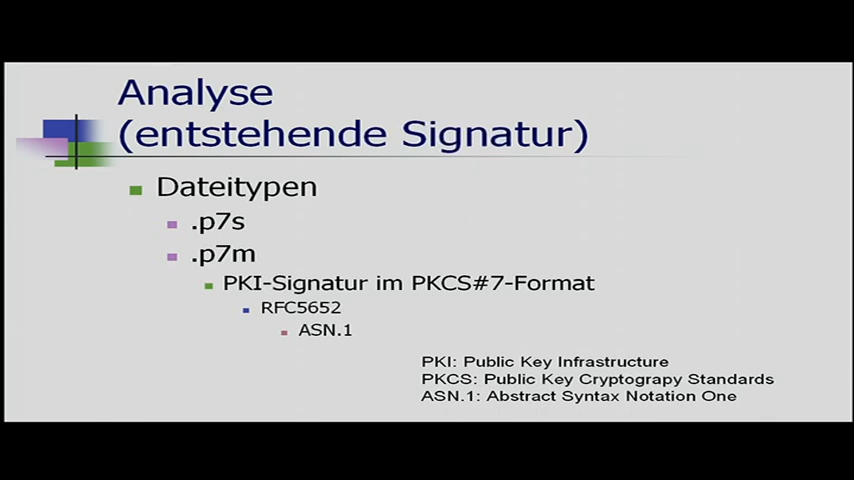 Analyse
(entstehende Signatur)
Dateitypen
.p7s
.p7m
PKI-Signatur im PKCS#7-Format
RFC5652
ASN.1
PKI: Public Key Infrastructure
PKCS: Public Key Cryptograpy Standards
ASN.1: Abstract Syntax Notation One